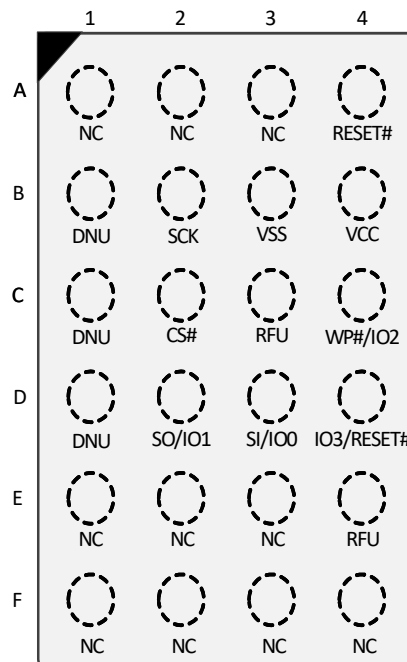 1 2 3 4
A
NC NC NC RESET#
B
DNU SCK VSS VCC
C
DNU CS# RFU WP#/IO2
D
DNU SO/IO1 SI/IO0 IO3/RESET#
E
NC NC NC RFU
F
NC NC NC NC